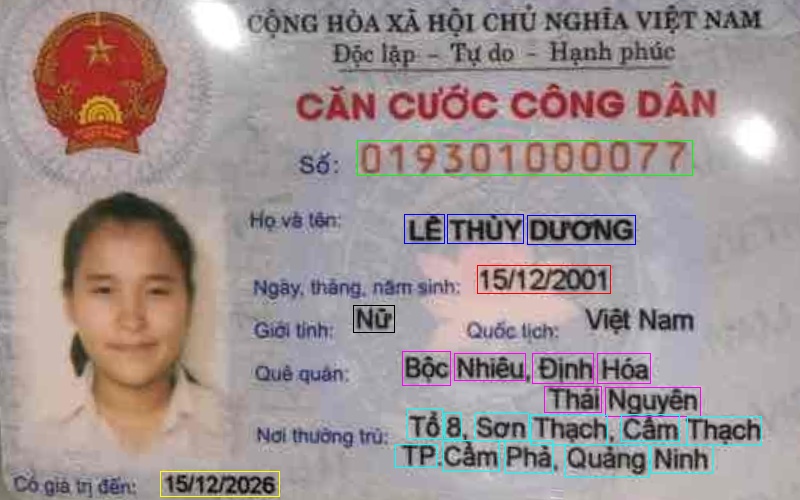 CỘNG HÒA XÃ HỘI CHỦ NGHĨA VIỆT NAM
Độc lập - Tự do - Hạnh phúc
CĂN CƯỚC CÔNG DÂN
Số: 019301000077
Họ và tên: LÊ THÙY DƯƠNG
Ngày, tháng, năm sinh: 15/12/2001
Giới tính: Nữ Quốc tịch: Việt Nam
Quê quán: Bộc Nhiêu, Định Hóa
Thái Nguyên
Nơi thường trú: Tổ 8, Sơn Thạch, Cẩm Thạch
TP.Cẩm Phả, Quảng Ninh
Có giá trị đến: 15/12/2026